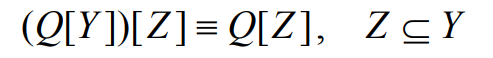 (Q[Y])[Z] ≡ Q[Z], Z ⊆ Y